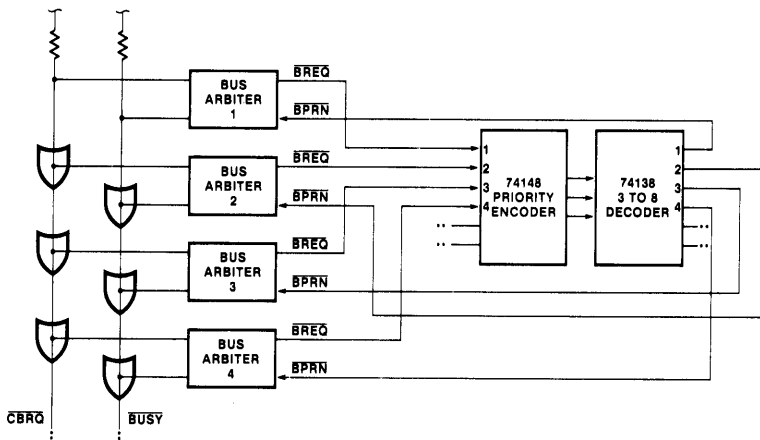 BUS
ARBITER
1
BREQ
BPRN
BUS
ARBITER
2
BREQ
BPRN
BUS
ARBITER
3
BREQ
BPRN
BUS
ARBITER
4
BREQ
BPRN
1
2
3
4
74148
PRIORITY
ENCODER
74138
3 TO 8
DECODER
1
2
3
4
CBRQ
BUSY